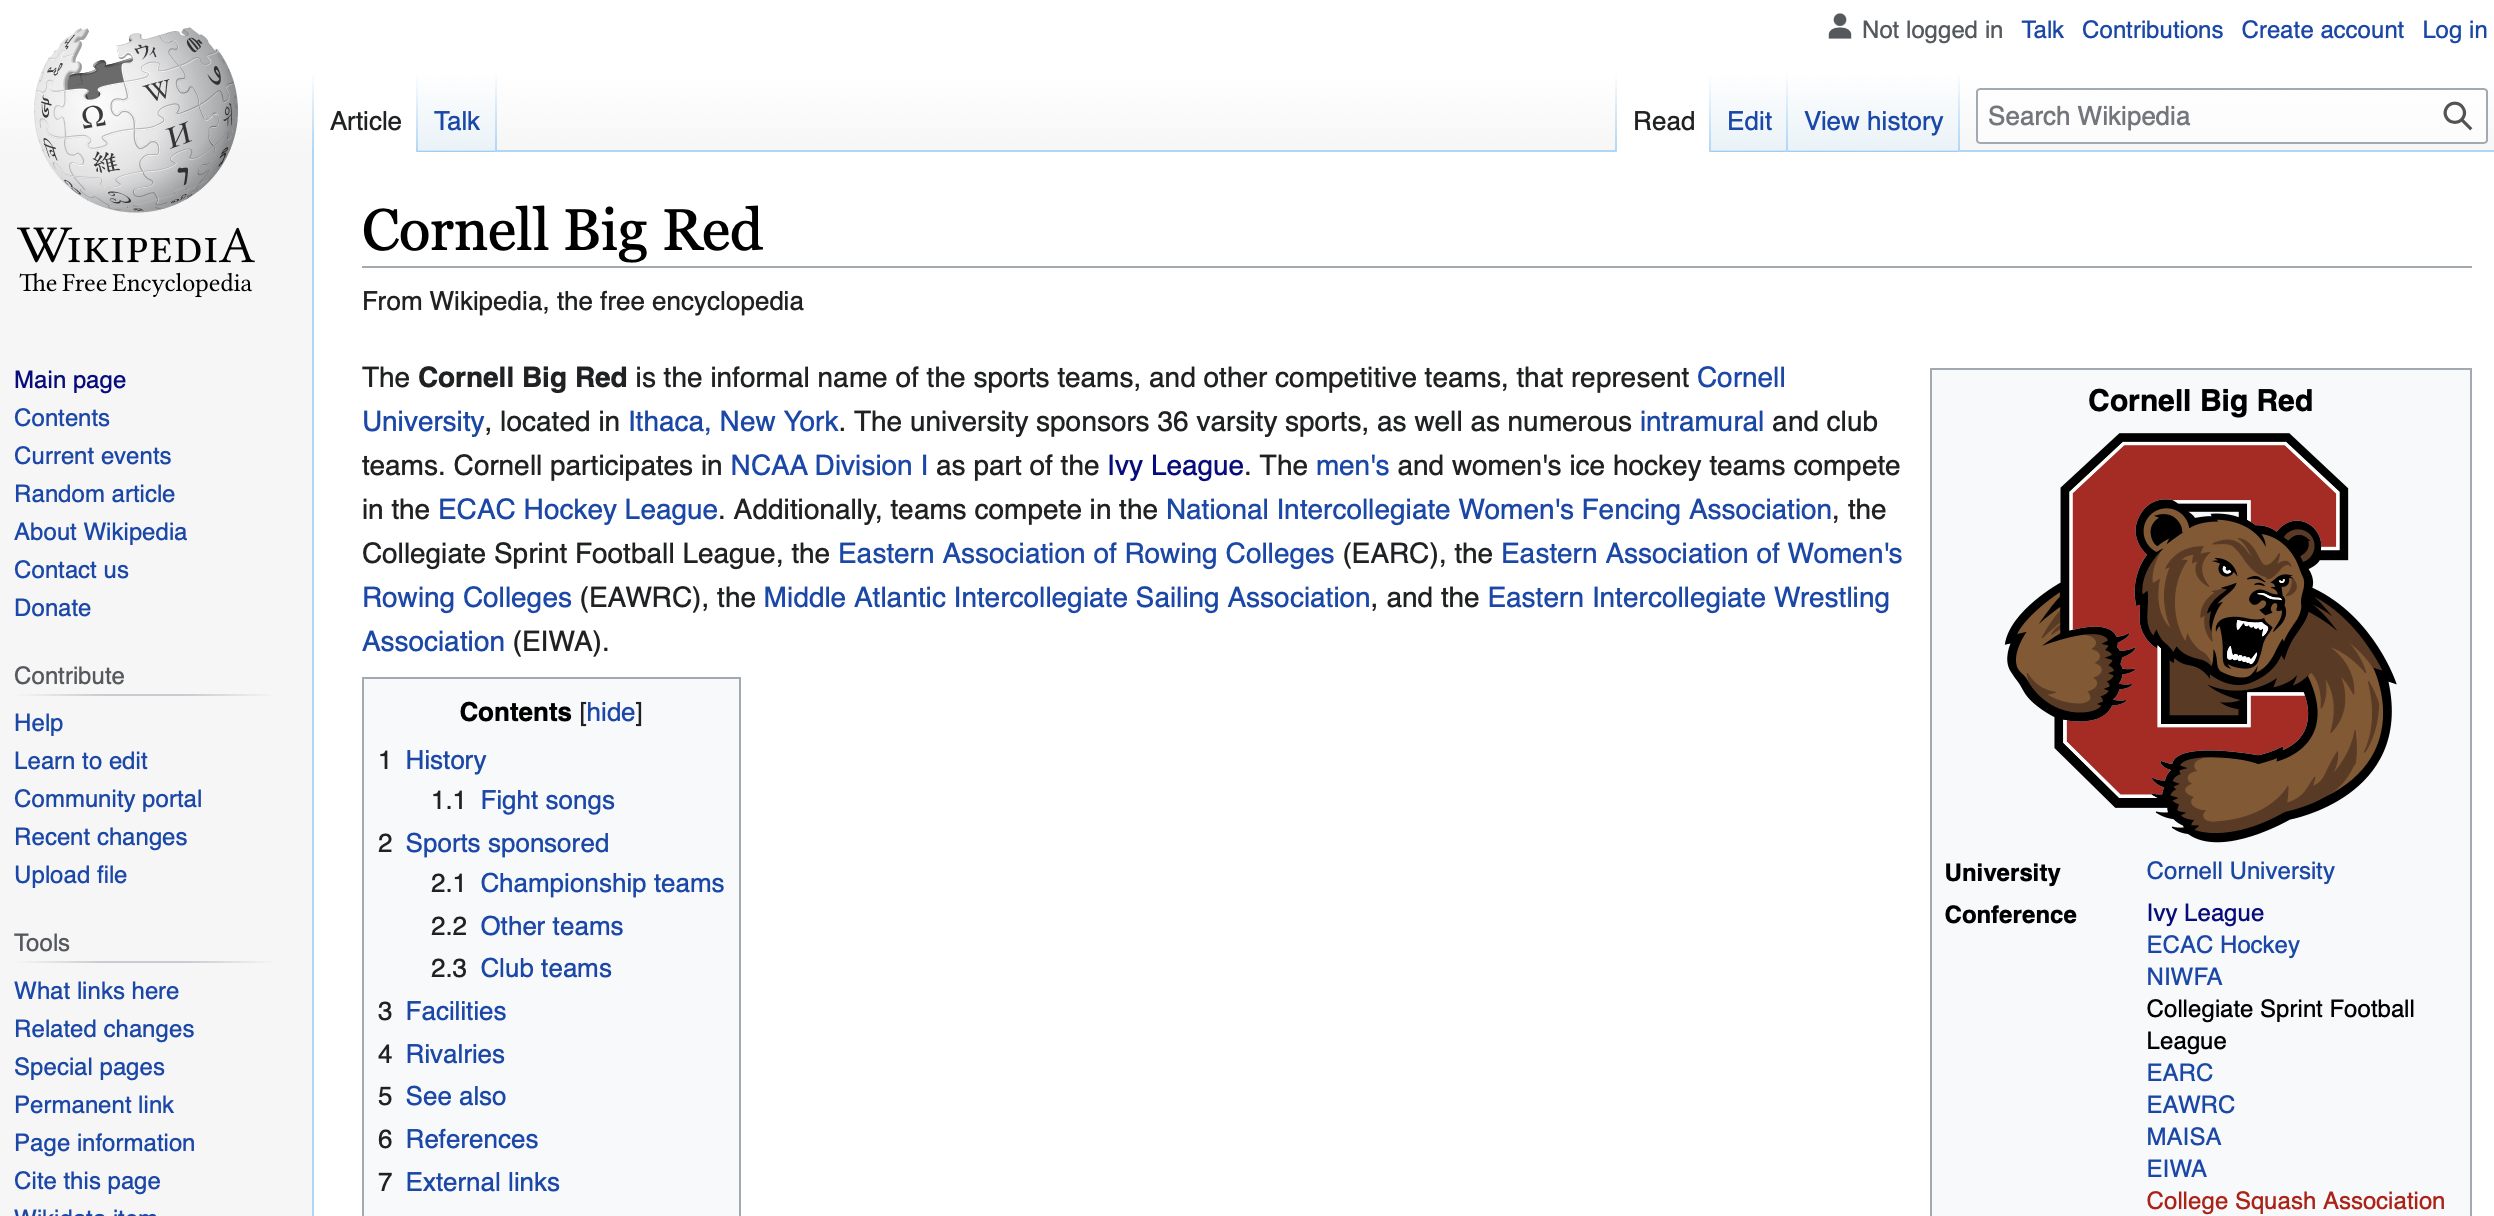 Not logged in Talk Contributions Create account Log in
Article Talk Read Edit View history Search Wikipedia
WIKIPEDIA
The Free Encyclopedia
Main page
Contents
Current events
Random article
About Wikipedia
Contact us
Donate
Contribute
Help
Learn to edit
Community portal
Recent changes
Upload file
Tools
What links here
Related changes
Special pages
Permanent link
Page information
Cite this page
Wikidata item
Cornell Big Red
From Wikipedia, the free encyclopedia
The Cornell Big Red is the informal name of the sports teams, and other competitive teams, that represent Cornell
University, located in Ithaca, New York. The university sponsors 36 varsity sports, as well as numerous intramural and club
teams. Cornell participates in NCAA Division I as part of the Ivy League. The men's and women's ice hockey teams compete
in the ECAC Hockey League. Additionally, teams compete in the National Intercollegiate Women's Fencing Association, the
Collegiate Sprint Football League, the Eastern Association of Rowing Colleges (EARC), the Eastern Association of Women's
Rowing Colleges (EAWRC), the Middle Atlantic Intercollegiate Sailing Association, and the Eastern Intercollegiate Wrestling
Association (EIWA).
Contents [hide]
1 History
1.1 Fight songs
2 Sports sponsored
2.1 Championship teams
2.2 Other teams
2.3 Club teams
3 Facilities
4 Rivalries
5 See also
6 References
7 External links
Cornell Big Red
C
University Cornell University
Conference Ivy League
ECAC Hockey
NIWFA
Collegiate Sprint Football
League
EARC
EAWRC
MAISA
EIWA
College Squash Association